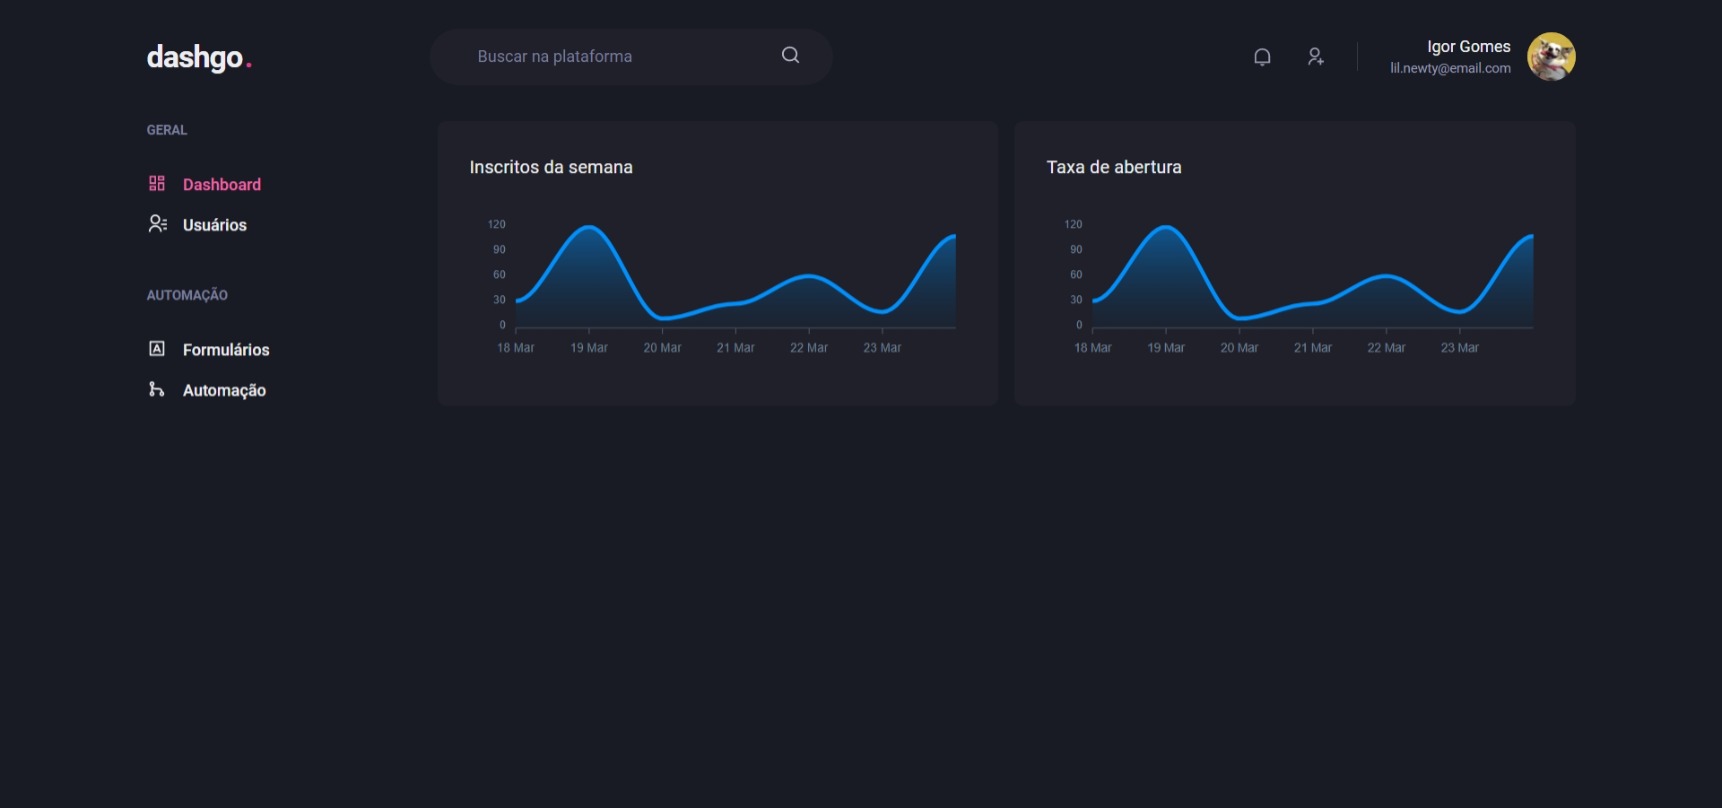 dashgo.
Buscar na plataforma
Igor Gomes
lil.newty@email.com
GERAL
Dashboard
Usuários
AUTOMAÇÃO
Formulários
Automação
Inscritos da semana
120
90
60
30
0
18 Mar 19 Mar 20 Mar 21 Mar 22 Mar 23 Mar
Taxa de abertura
120
90
60
30
0
18 Mar 19 Mar 20 Mar 21 Mar 22 Mar 23 Mar